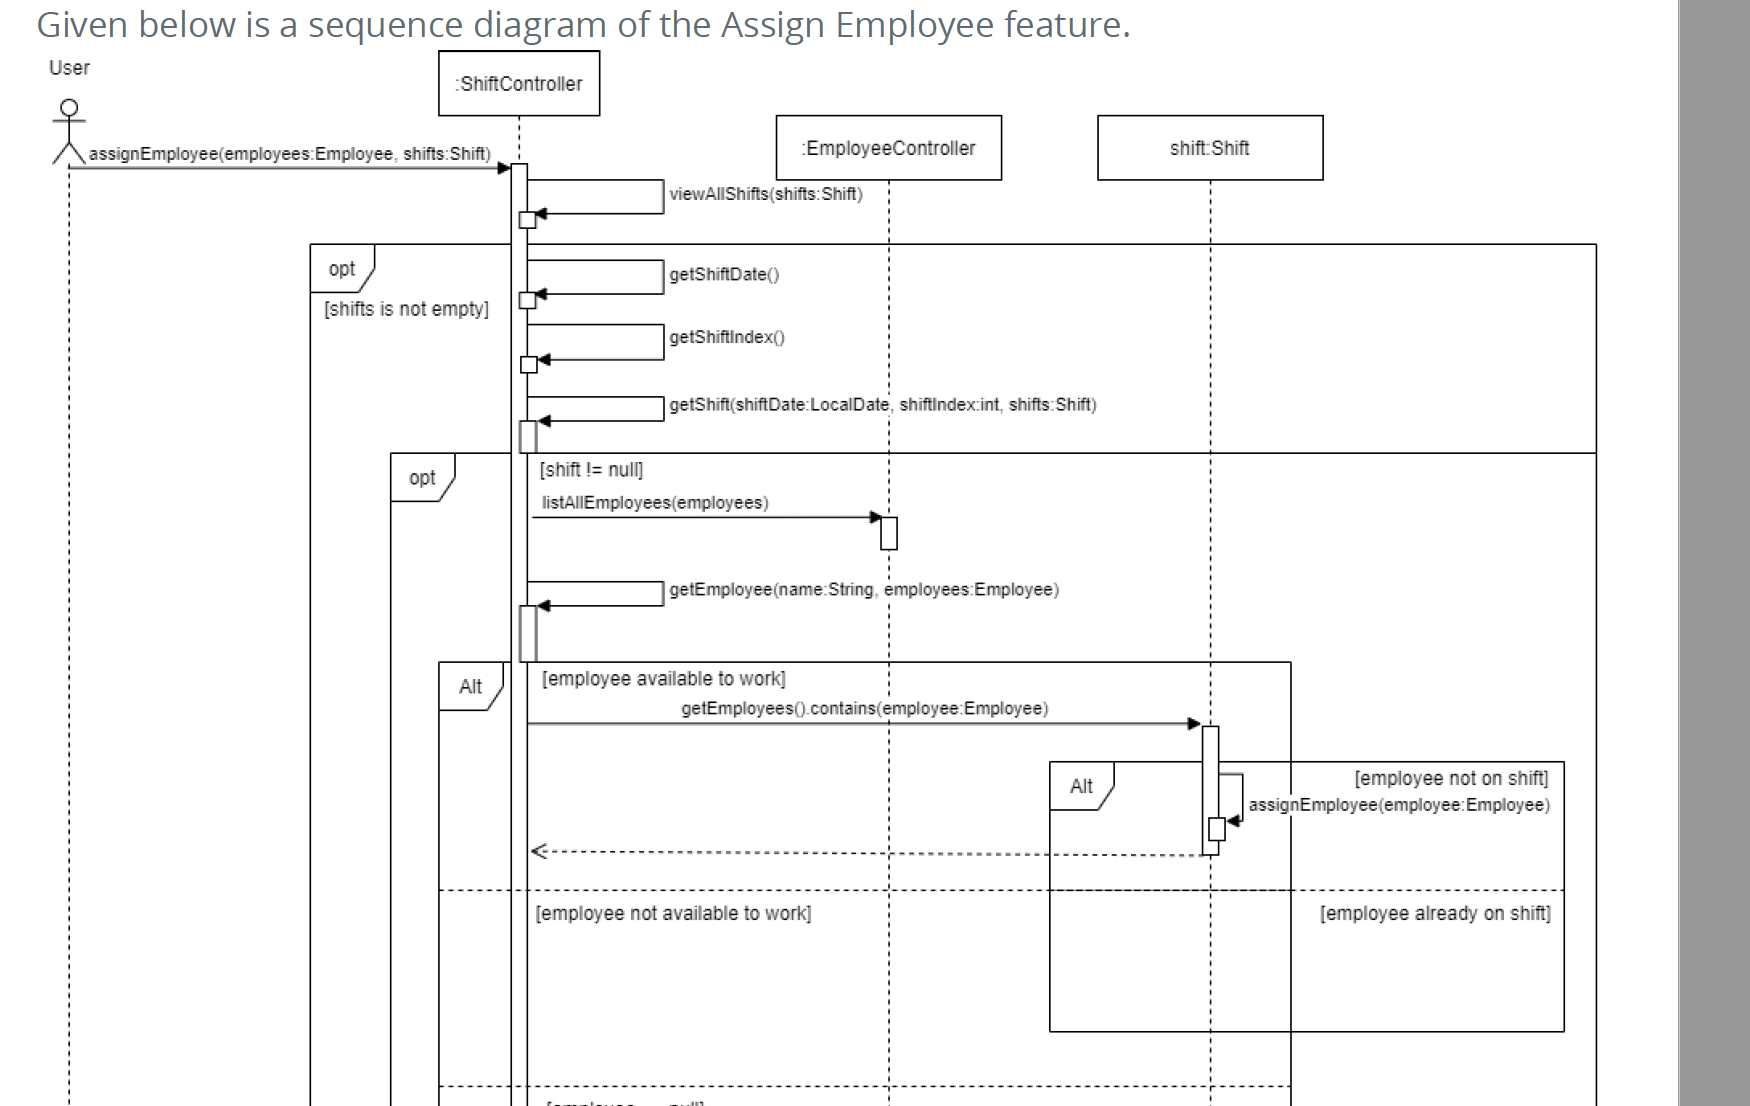 Given below is a sequence diagram of the Assign Employee feature.
User
:ShiftController
:EmployeeController
shift:Shift
assignEmployee(employees:Employee, shifts:Shift)
viewAllShifts(shifts:Shift)
opt
getShiftDate()
[shifts is not empty]
getShiftIndex()
getShift(shiftDate:LocalDate, shiftIndex:int, shifts:Shift)
opt
[shift != null]
listAllEmployees(employees)
getEmployee(name:String, employees:Employee)
Alt
[employee available to work]
getEmployees().contains(employee:Employee)
Alt
[employee not on shift]
assignEmployee(employee:Employee)
[employee not available to work]
[employee already on shift]